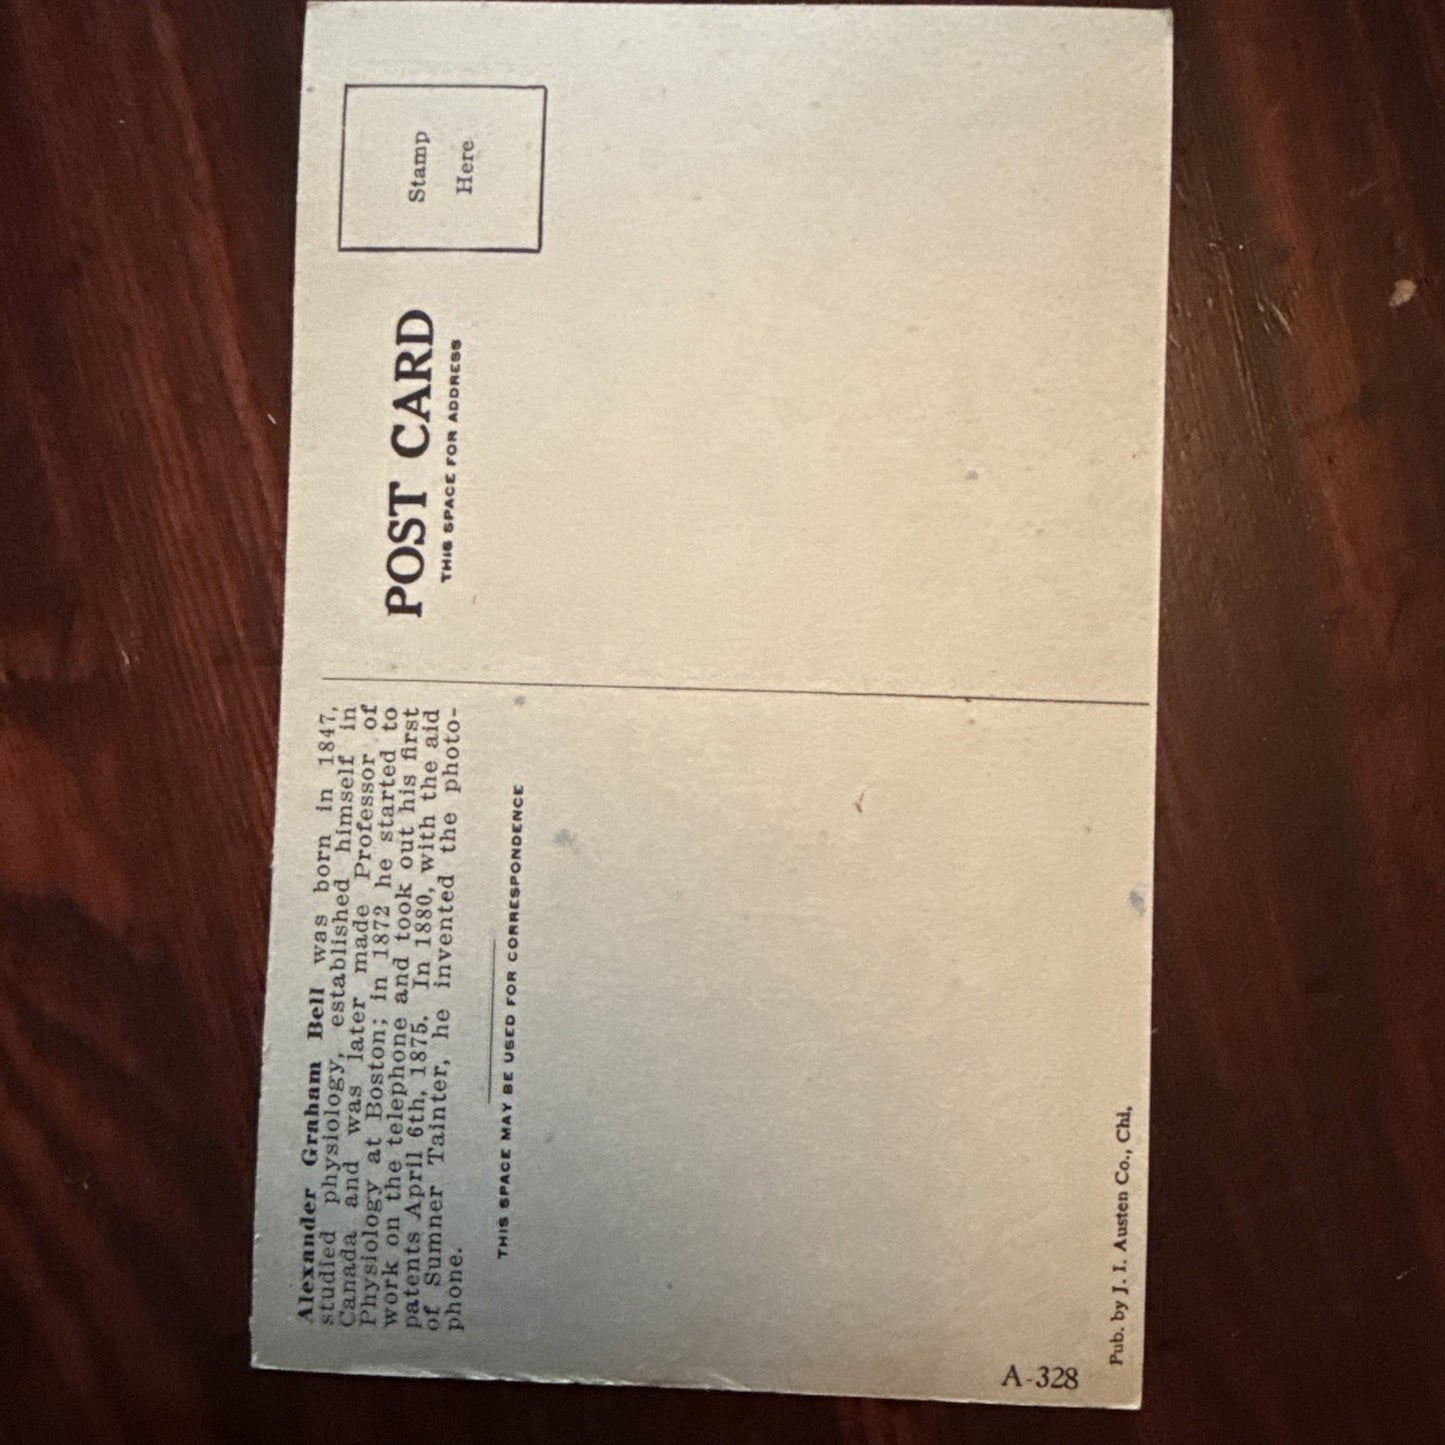 Alexander Graham Bell was born in 1847,
studied physiology, established himself in
Canada and was later made Professor of
Physiology at Boston; in 1872 he started to
work on the telephone and took out his first
patents April 6th, 1875. In 1880, with the aid
of Sumner Tainter, he invented the photo-
phone.
THIS SPACE MAY BE USED FOR CORRESPONDENCE
POST CARD
THIS SPACE FOR ADDRESS
Stamp
Here
A-328
Pub. by J. I. Austen Co., Chi.